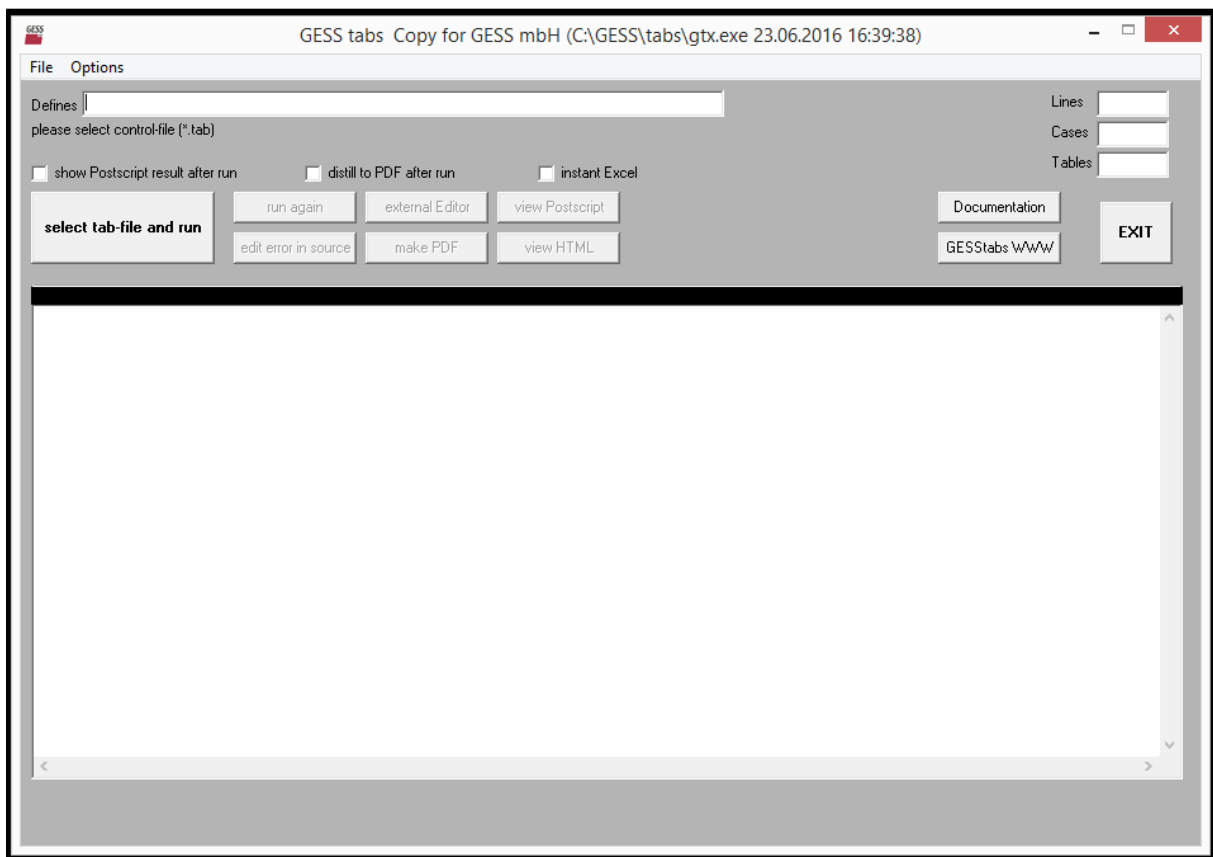 GESS
GESS tabs  Copy for GESS mbH (C:\GESS\tabs\gtx.exe 23.06.2016 16:39:38)
File Options
Defines
Lines
please select control-file (*.tab)
Cases
Tables
show Postscript result after run
distill to PDF after run
instant Excel
select tab-file and run
run again
external Editor
view Postscript
edit error in source
make PDF
view HTML
Documentation
GESStabs WWW
EXIT